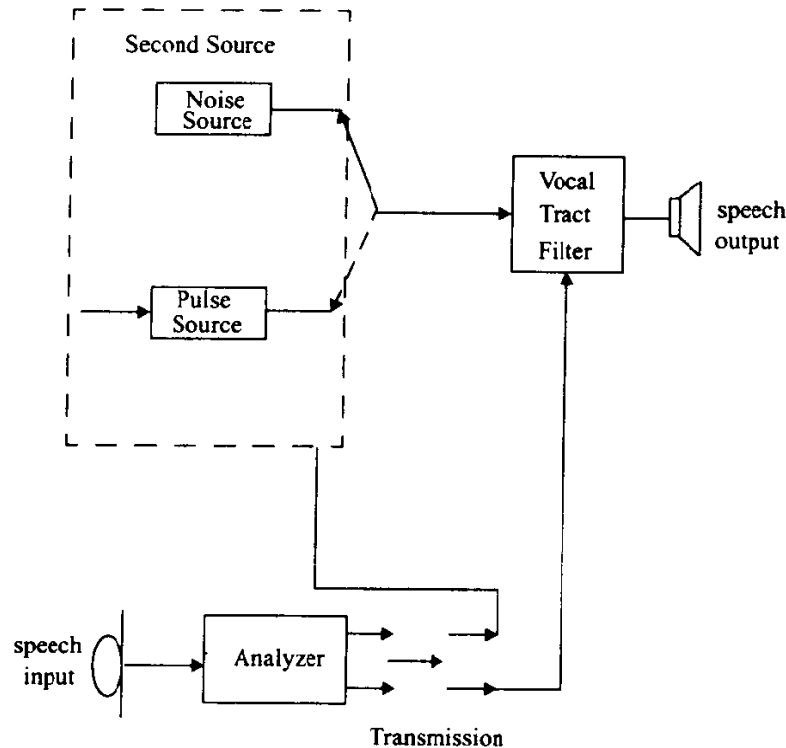 Second Source
Noise
Source
Vocal
Tract
Filter
speech
output
Pulse
Source
speech
input
Analyzer
Transmission